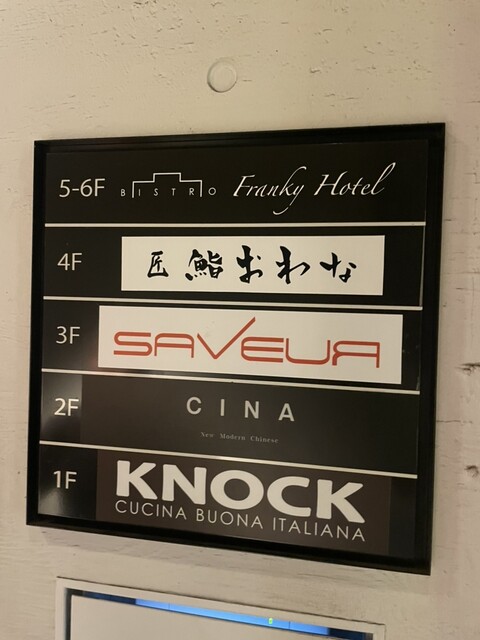 5-6F BISTRO Franky Hotel
4F 匠 鮨 おわな
3F SAVEUR
2F CINA
New Modern Chinese
1F KNOCK
CUCINA BUONA ITALIANA